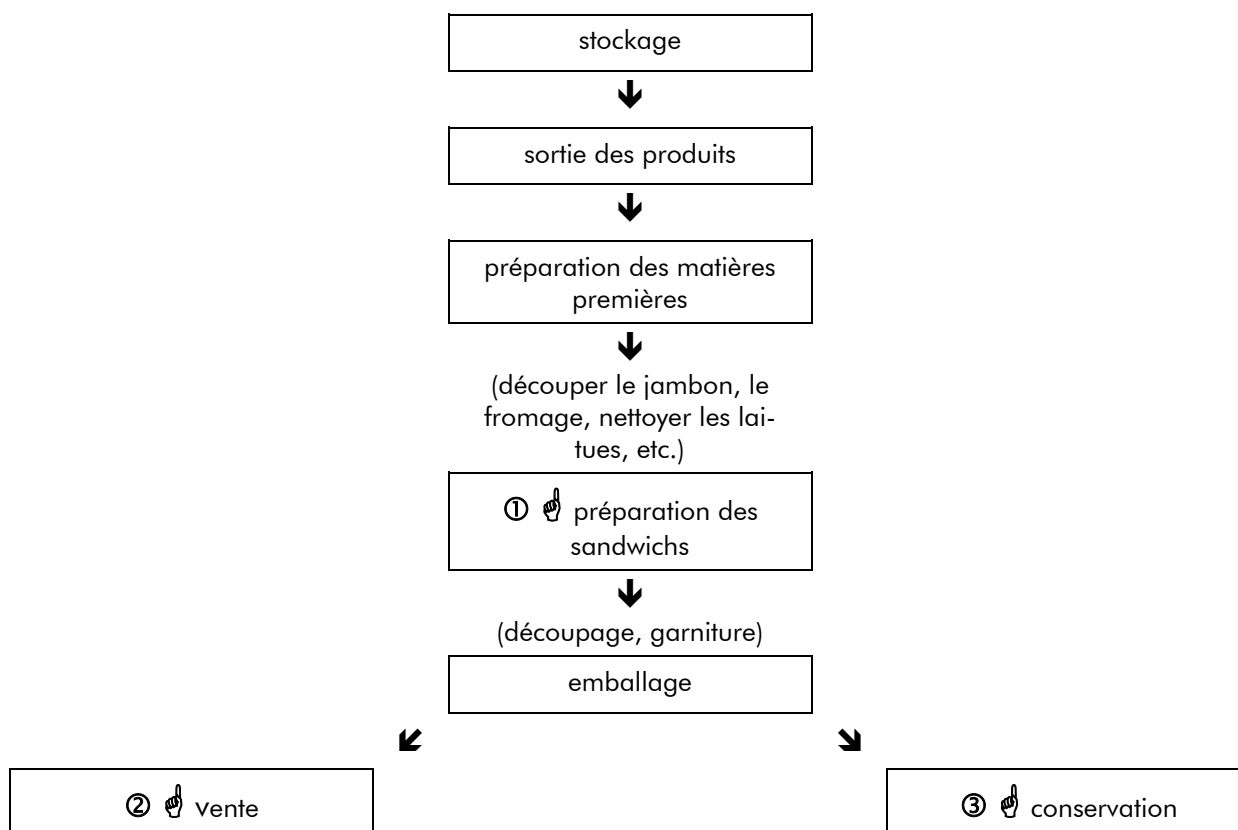 stockage
🡻
sortie des produits
🡻
préparation des matières
premières
🡻
(découper le jambon, le
fromage, nettoyer les lai-
tues, etc.)
① ☝ préparation des
sandwichs
🡻
(découpage, garniture)
emballage
🡿 🡾
② ☝ vente
③ ☝ conservation